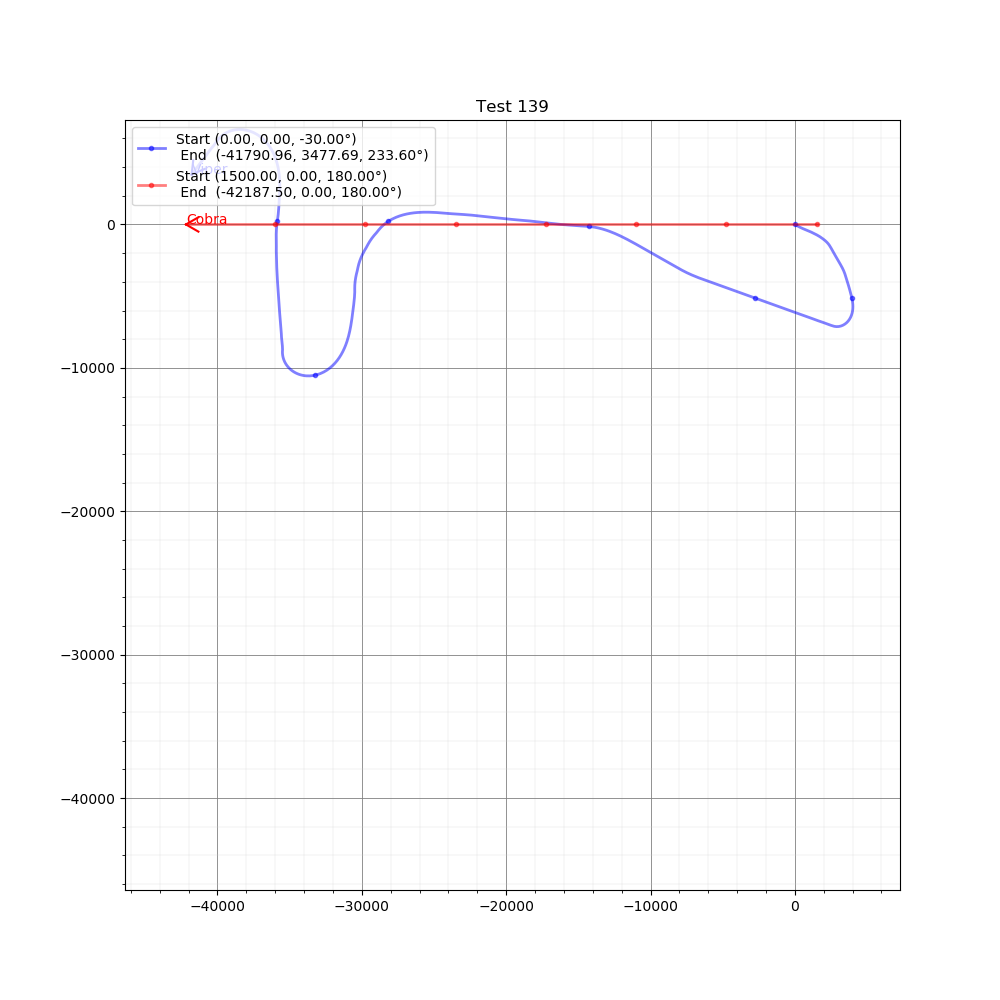 Test 139
Start (0.00, 0.00, -30.00°)
End  (-41790.96, 3477.69, 233.60°)
Start (1500.00, 0.00, 180.00°)
End  (-42187.50, 0.00, 180.00°)
Cobra
0
−10000
−20000
−30000
−40000
−40000 −30000 −20000 −10000 0